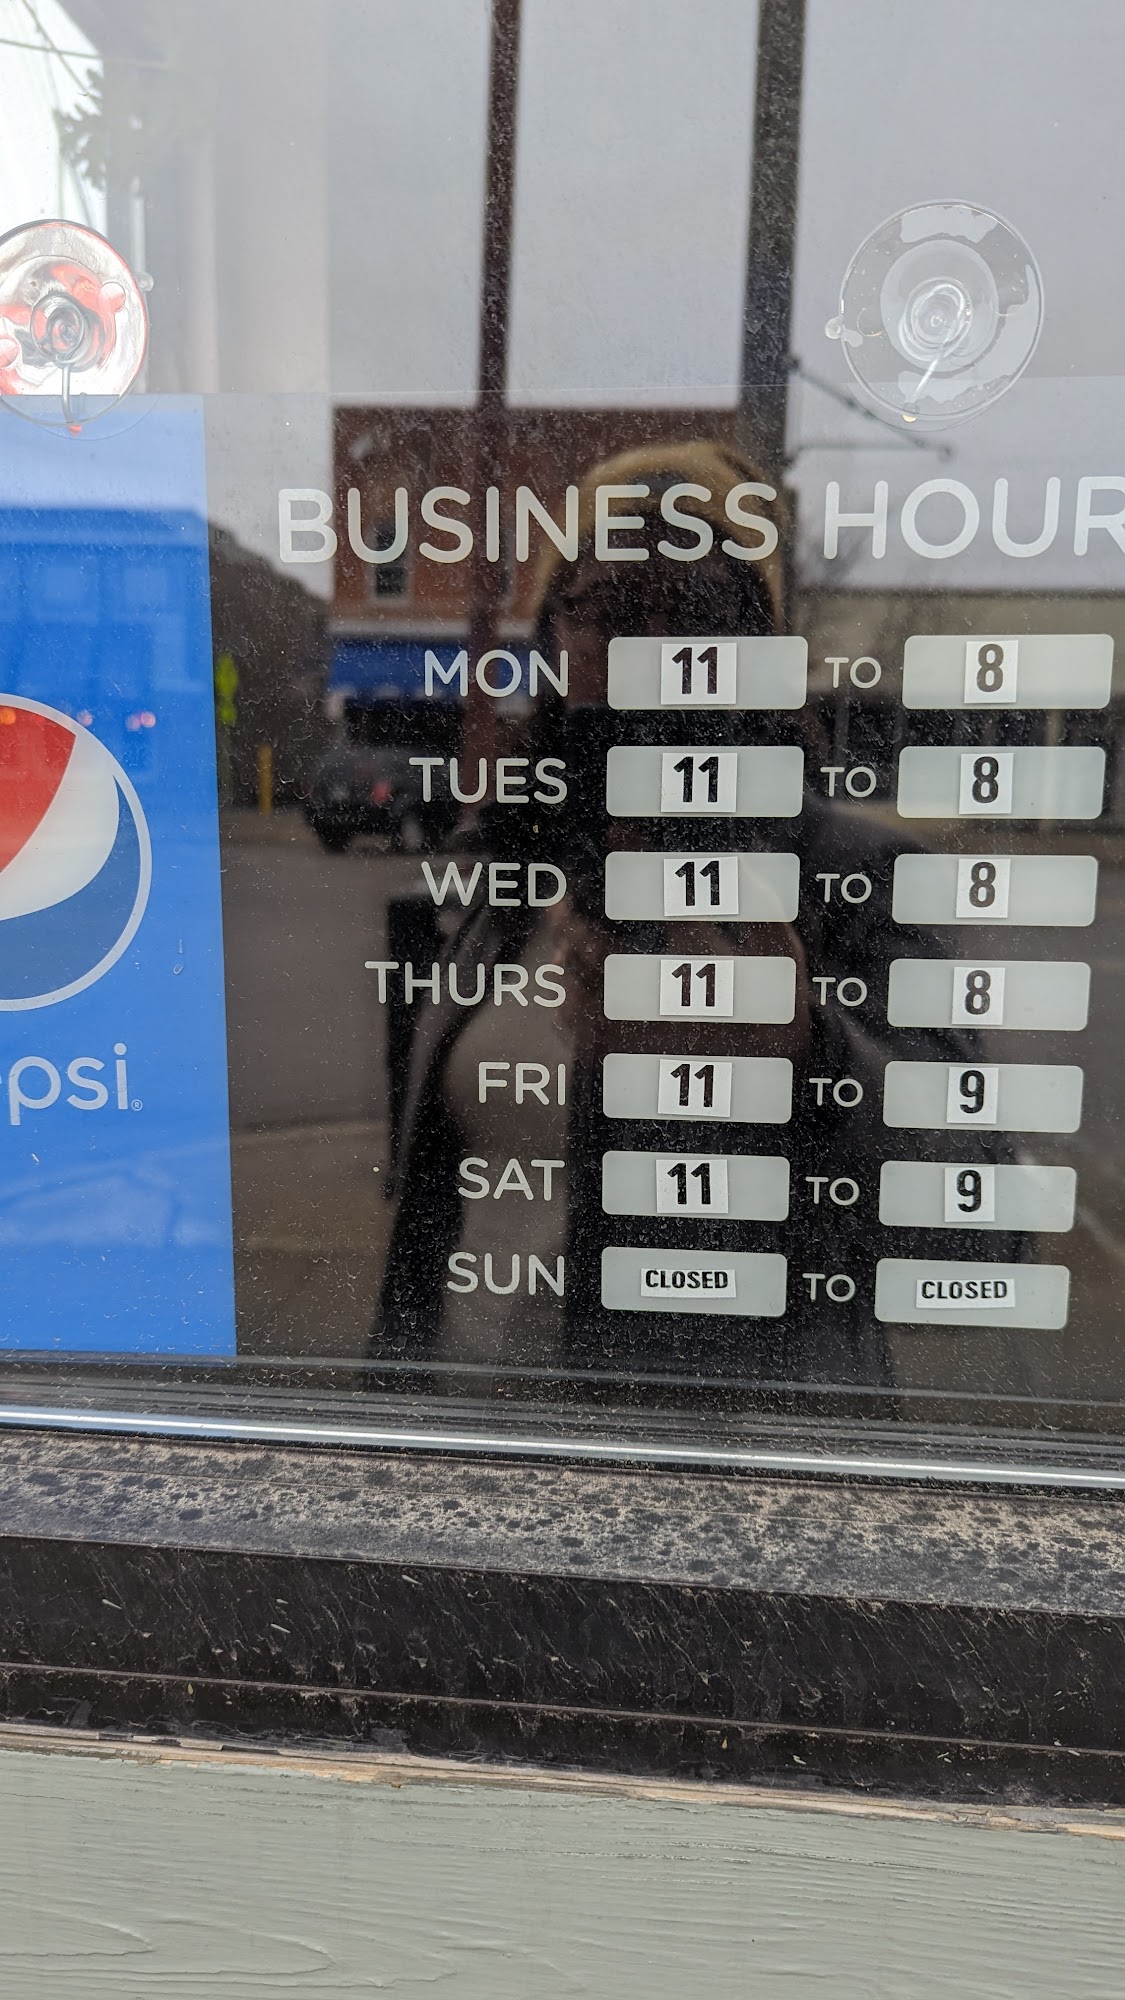 BUSINESS HOUR
MON 11 TO 8
TUES 11 TO 8
WED 11 TO 8
THURS 11 TO 8
FRI 11 TO 9
SAT 11 TO 9
SUN CLOSED TO CLOSED
epsi®